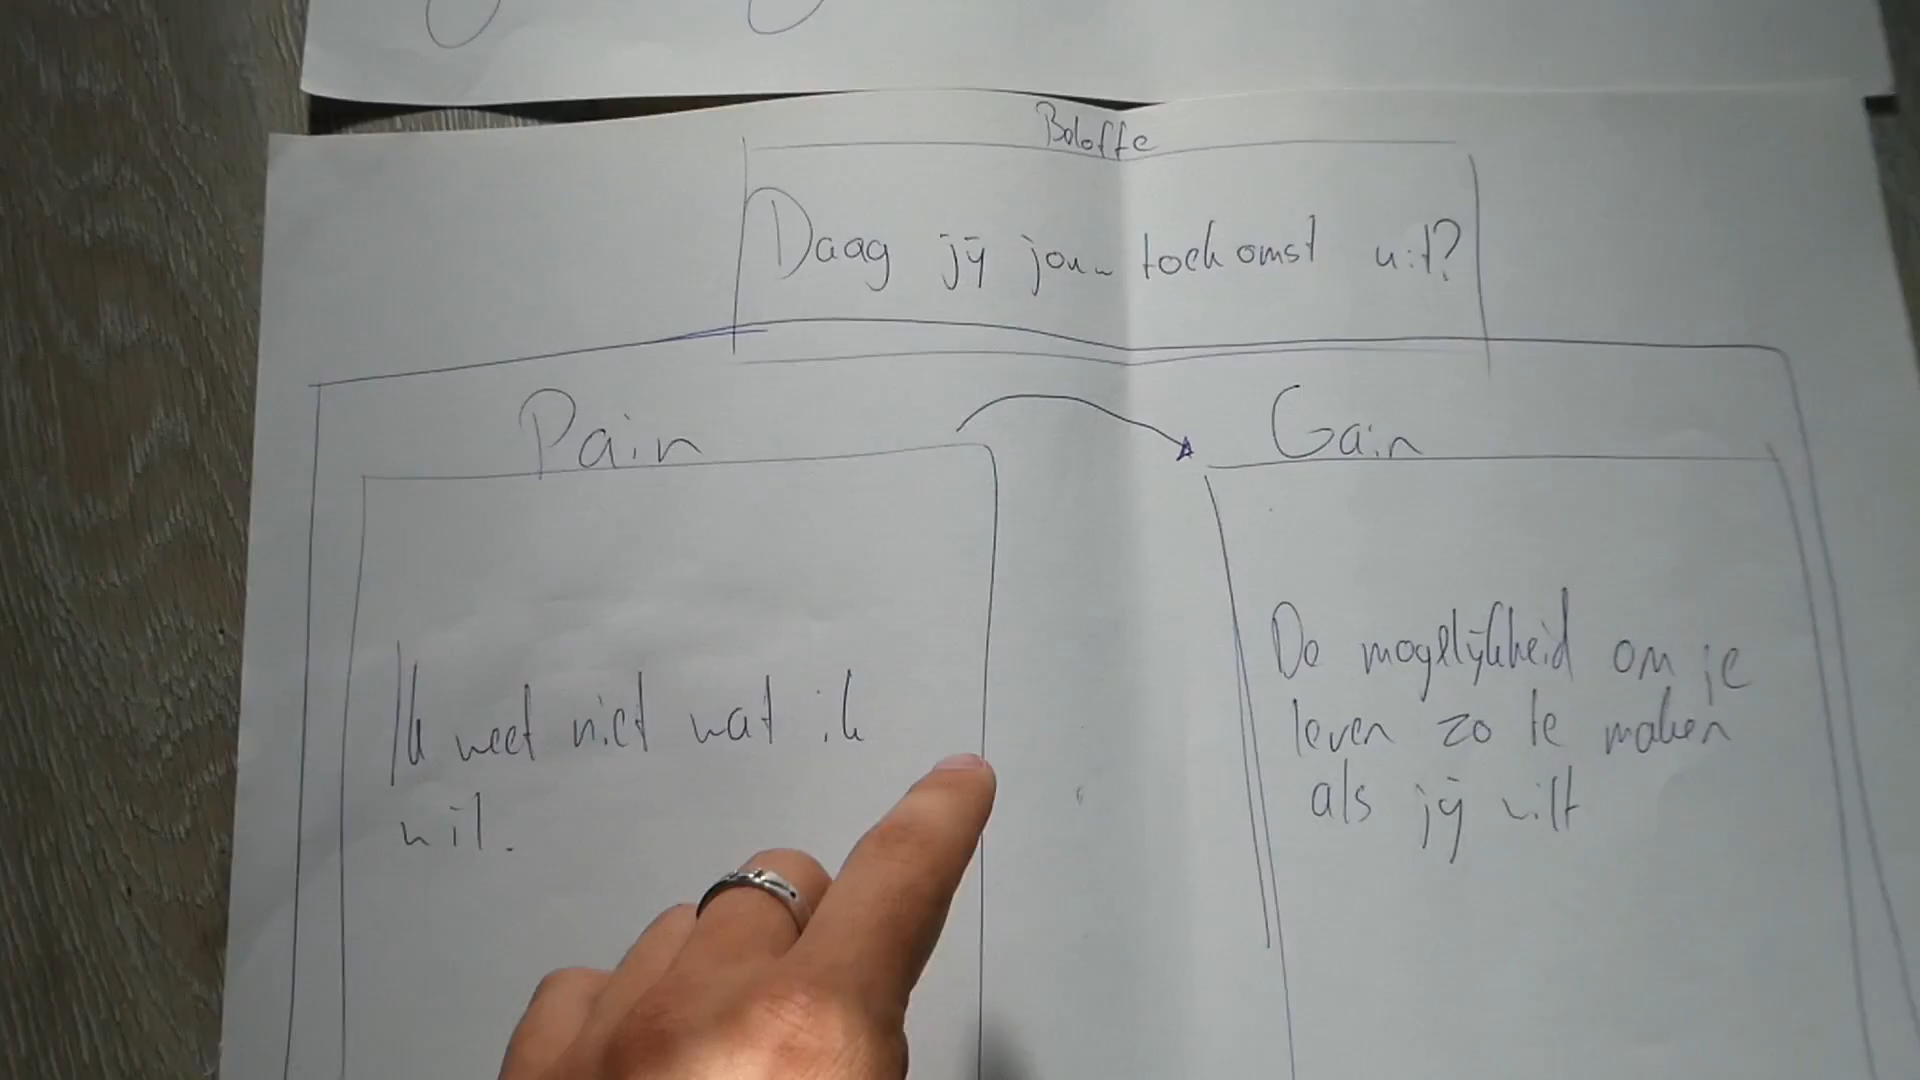 Beloffe
Daag jij jouw toekomst uit?
Pain
Gain
Ik weet niet wat ik
wil.
De mogelijkheid om je
leven zo te maken
als jij wilt